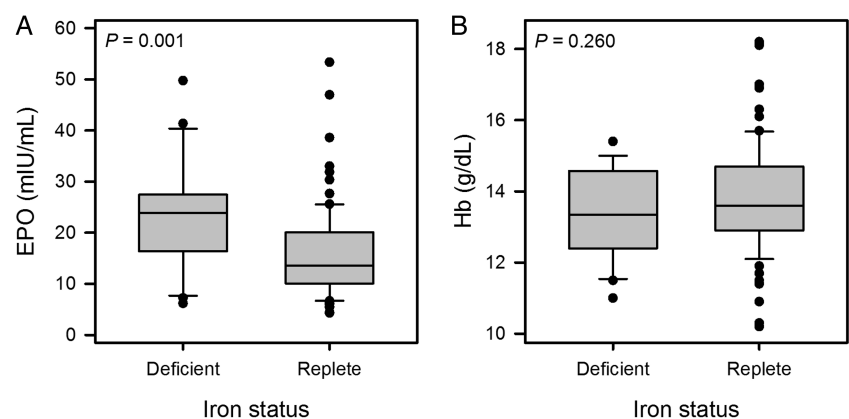 A
P = 0.001
60
50
40
30
20
10
0
EPO (mIU/mL)
Deficient
Replete
Iron status
B
P = 0.260
18
16
14
12
10
Hb (g/dL)
Deficient
Replete
Iron status